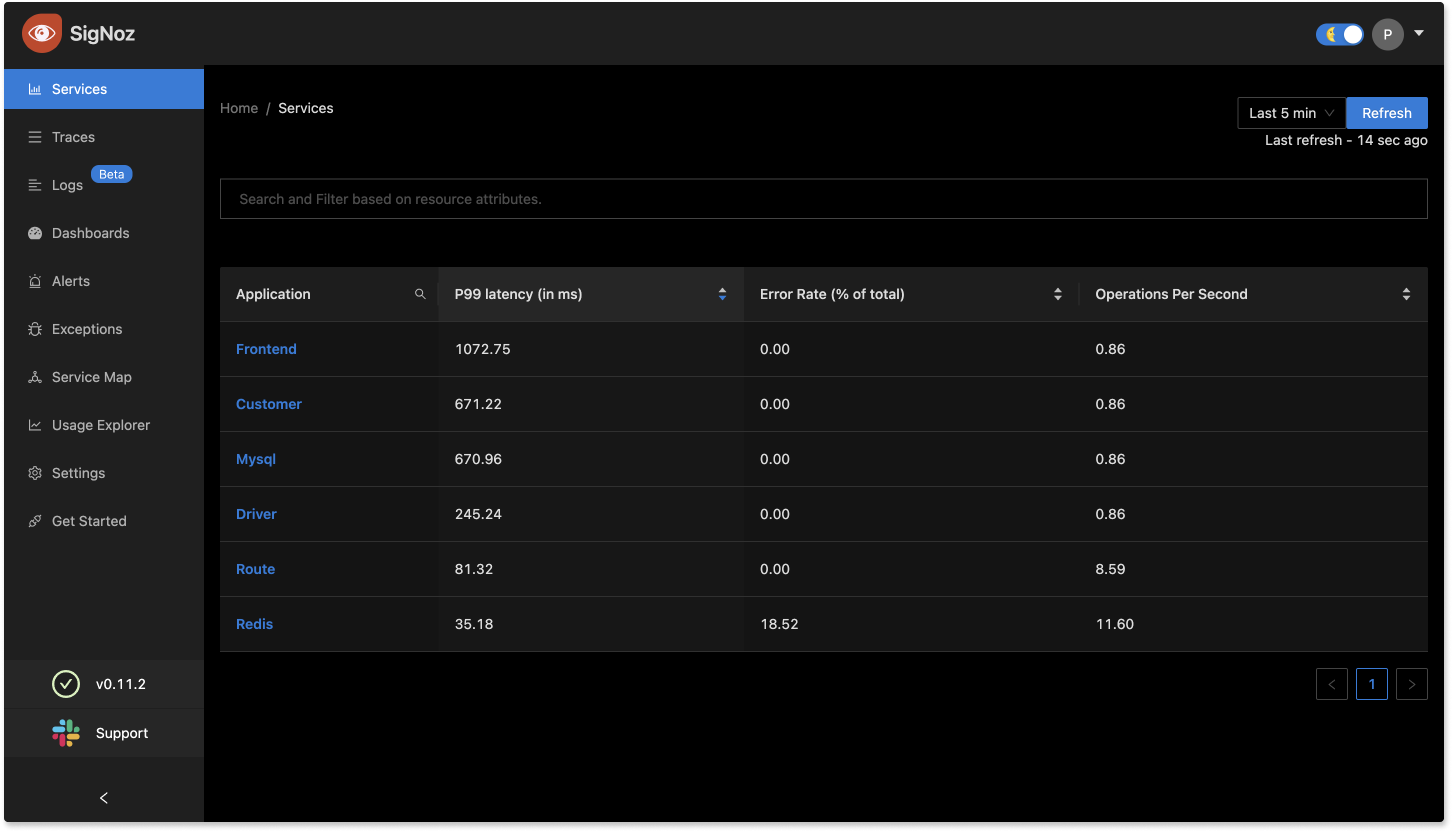 SigNoz
P
Services
Traces
Logs Beta
Dashboards
Alerts
Exceptions
Service Map
Usage Explorer
Settings
Get Started
v0.11.2
Support
Home / Services
Last 5 min Refresh
Last refresh - 14 sec ago
Search and Filter based on resource attributes.
Application P99 latency (in ms) Error Rate (% of total) Operations Per Second
Frontend 1072.75 0.00 0.86
Customer 671.22 0.00 0.86
Mysql 670.96 0.00 0.86
Driver 245.24 0.00 0.86
Route 81.32 0.00 8.59
Redis 35.18 18.52 11.60
1